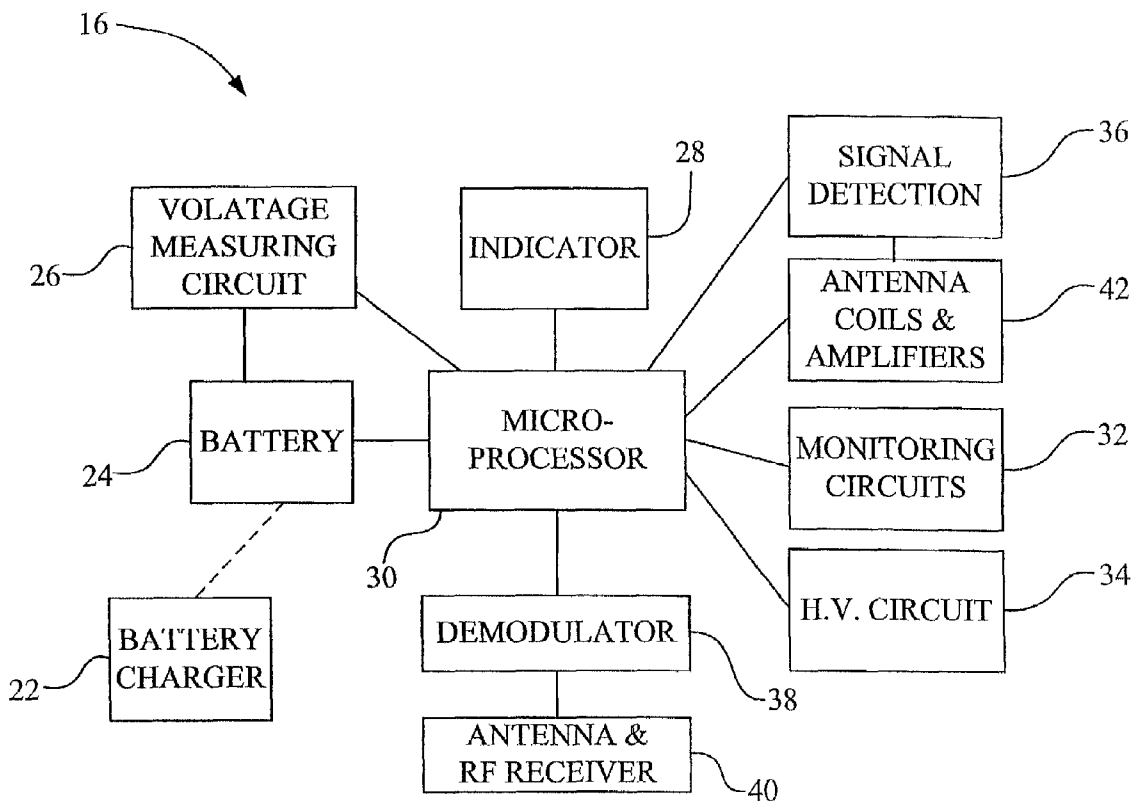 16
VOLATAGE
MEASURING
CIRCUIT
26
INDICATOR
28
SIGNAL
DETECTION
36
ANTENNA
COILS &
AMPLIFIERS
42
BATTERY
24
MICRO-
PROCESSOR
30
MONITORING
CIRCUITS
32
H.V. CIRCUIT
34
BATTERY
CHARGER
22
DEMODULATOR
38
ANTENNA &
RF RECEIVER
40